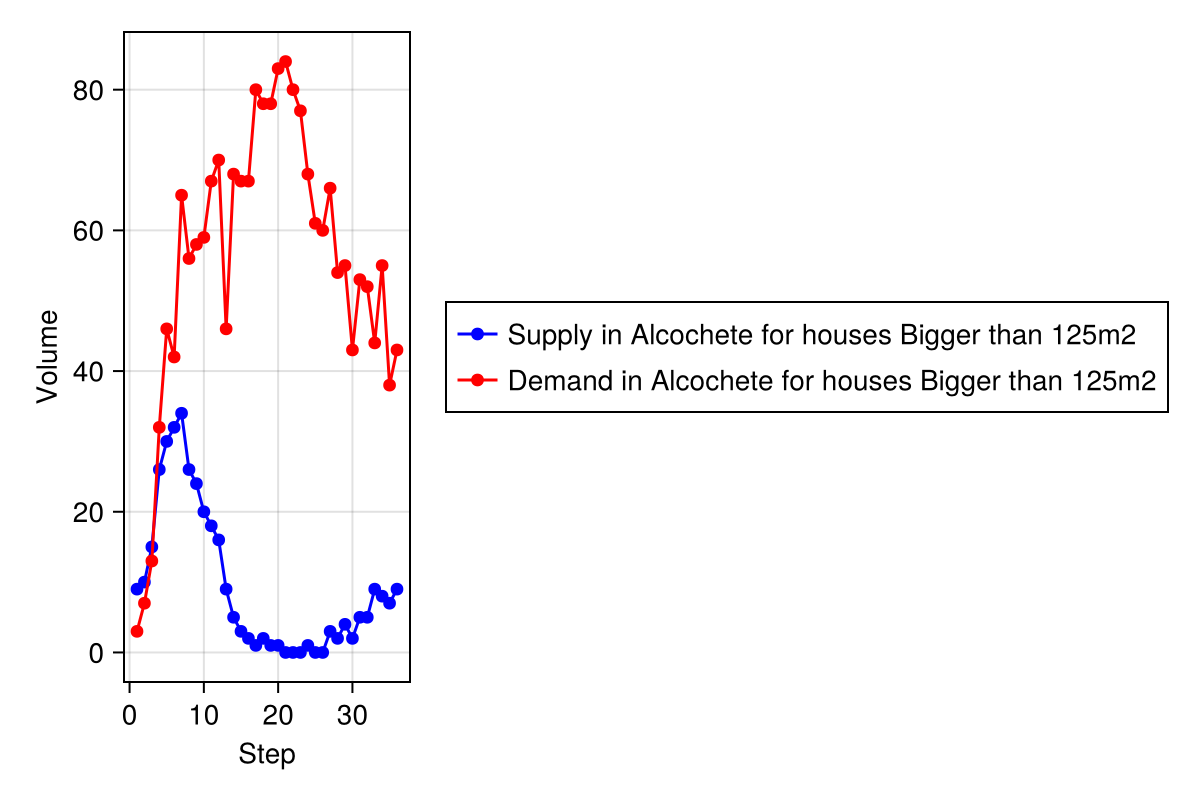 80
60
40
20
0
Volume
0 10 20 30
Step
Supply in Alcochete for houses Bigger than 125m2
Demand in Alcochete for houses Bigger than 125m2